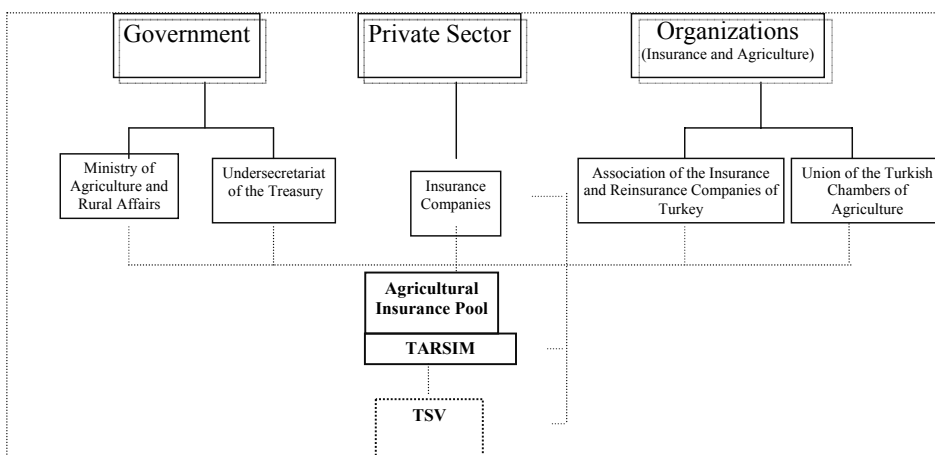 Government
Private Sector
Organizations
(Insurance and Agriculture)
Ministry of
Agriculture and
Rural Affairs
Undersecretariat
of the Treasury
Insurance
Companies
Association of the Insurance
and Reinsurance Companies of
Turkey
Union of the Turkish
Chambers of
Agriculture
Agricultural
Insurance Pool
TARSIM
TSV